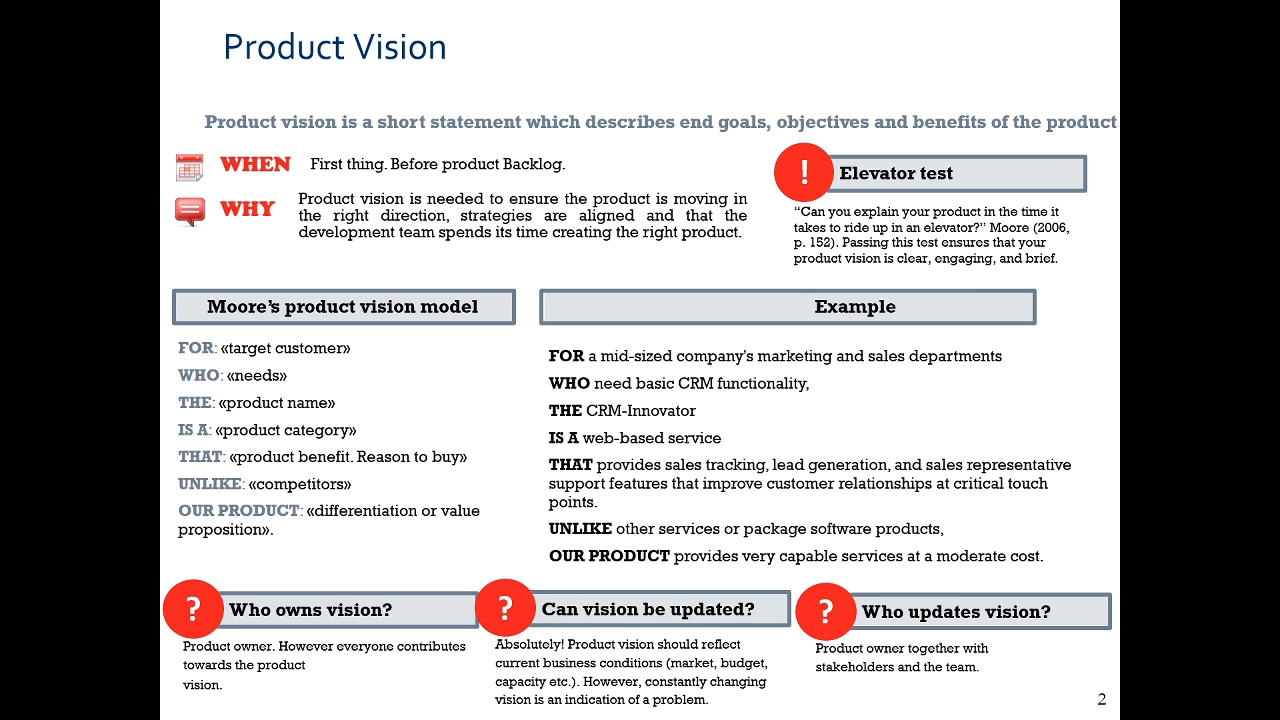 Product Vision
Product vision is a short statement which describes end goals, objectives and benefits of the product
WHEN First thing. Before product Backlog.
WHY Product vision is needed to ensure the product is moving in
the right direction, strategies are aligned and that the
development team spends its time creating the right product.
! Elevator test
“Can you explain your product in the time it
takes to ride up in an elevator?” Moore (2006,
p. 152). Passing this test ensures that your
product vision is clear, engaging, and brief.
Moore’s product vision model
FOR: «target customer»
WHO: «needs»
THE: «product name»
IS A: «product category»
THAT: «product benefit. Reason to buy»
UNLIKE: «competitors»
OUR PRODUCT: «differentiation or value
proposition».
Example
FOR a mid-sized company's marketing and sales departments
WHO need basic CRM functionality,
THE CRM-Innovator
IS A web-based service
THAT provides sales tracking, lead generation, and sales representative
support features that improve customer relationships at critical touch
points.
UNLIKE other services or package software products,
OUR PRODUCT provides very capable services at a moderate cost.
? Who owns vision?
Product owner. However everyone contributes
towards the product
vision.
? Can vision be updated?
Absolutely! Product vision should reflect
current business conditions (market, budget,
capacity etc.). However, constantly changing
vision is an indication of a problem.
? Who updates vision?
Product owner together with
stakeholders and the team.
2